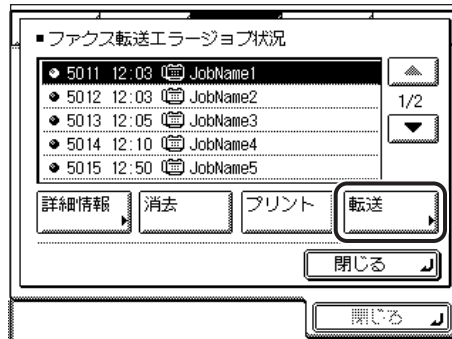 ■ファクス転送エラージョブ状況
5011 12:03 JobName1
5012 12:03 JobName2
5013 12:05 JobName3
5014 12:10 JobName4
5015 12:50 JobName5
1/2
詳細情報 消去 プリント 転送
閉じる
閉じる